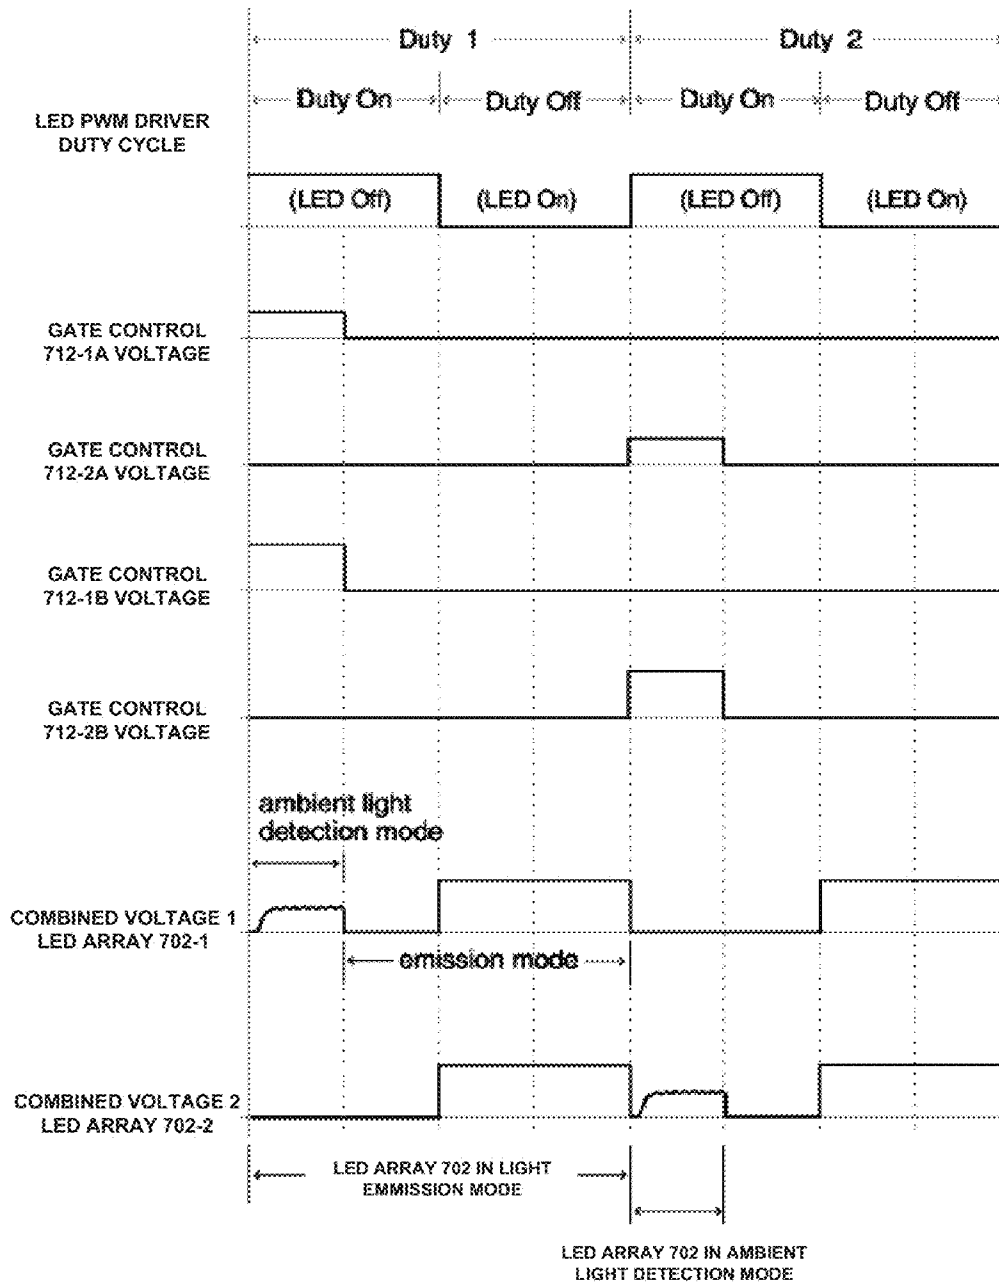 Duty 1
Duty 2
Duty On
Duty Off
Duty On
Duty Off
LED PWM DRIVER
DUTY CYCLE
(LED Off)
(LED On)
(LED Off)
(LED On)
GATE CONTROL
712-1A VOLTAGE
GATE CONTROL
712-2A VOLTAGE
GATE CONTROL
712-1B VOLTAGE
GATE CONTROL
712-2B VOLTAGE
ambient light
detection mode
COMBINED VOLTAGE 1
LED ARRAY 702-1
emission mode
COMBINED VOLTAGE 2
LED ARRAY 702-2
LED ARRAY 702 IN LIGHT
EMMISSION MODE
LED ARRAY 702 IN AMBIENT
LIGHT DETECTION MODE